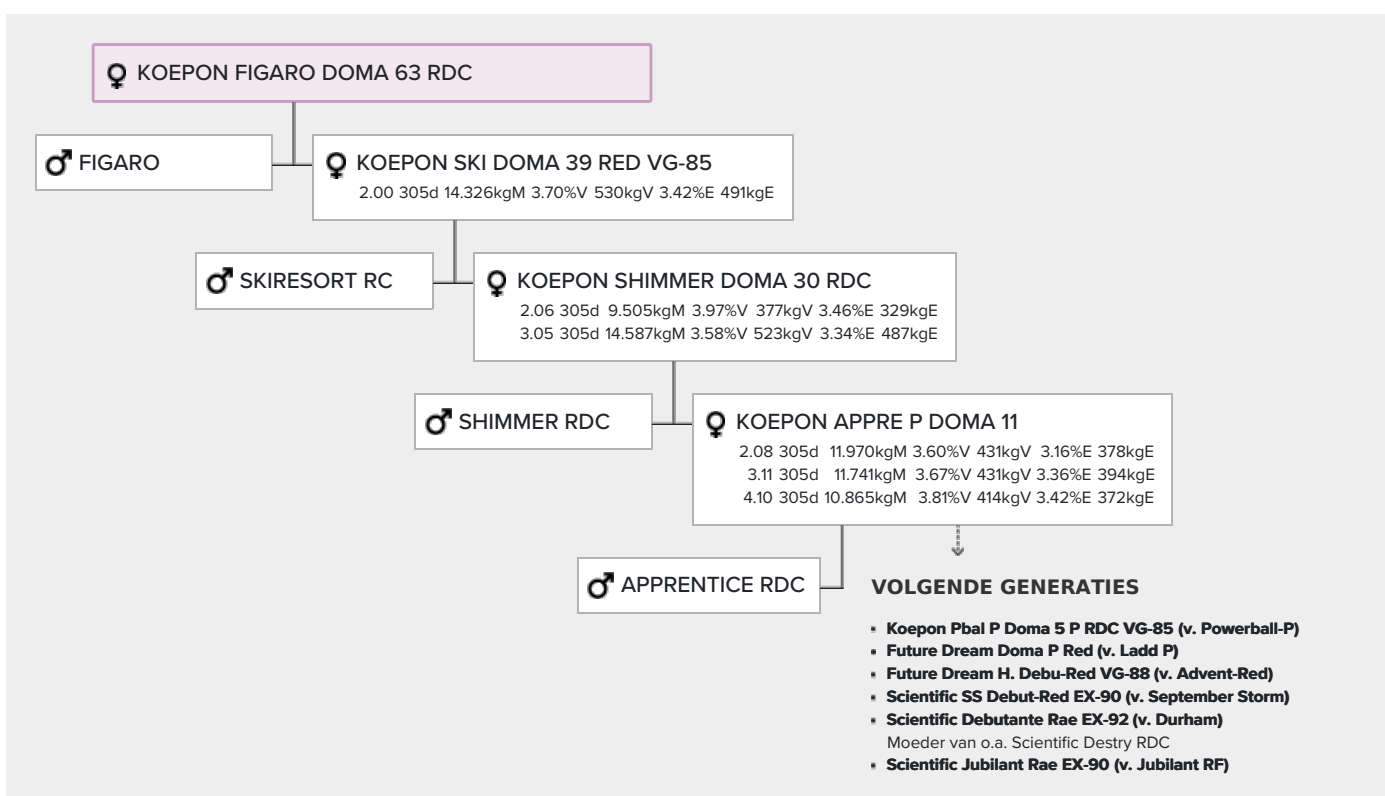 KOEPON FIGARO DOMA 63 RDC
FIGARO
KOEPON SKI DOMA 39 RED VG-85
2.00 305d 14.326kgM 3.70%V 530kgV 3.42%E 491kgE
SKIRESORT RC
KOEPON SHIMMER DOMA 30 RDC
2.06 305d 9.505kgM 3.97%V 377kgV 3.46%E 329kgE
3.05 305d 14.587kgM 3.58%V 523kgV 3.34%E 487kgE
SHIMMER RDC
KOEPON APPRE P DOMA 11
2.08 305d 11.970kgM 3.60%V 431kgV 3.16%E 378kgE
3.11 305d 11.741kgM 3.67%V 431kgV 3.36%E 394kgE
4.10 305d 10.865kgM 3.81%V 414kgV 3.42%E 372kgE
APPRENTICE RDC
VOLGENDE GENERATIES
Koepon Pbal P Doma 5 P RDC VG-85 (v. Powerball-P)
Future Dream Doma P Red (v. Ladd P)
Future Dream H. Debu-Red VG-88 (v. Advent-Red)
Scientific SS Debut-Red EX-90 (v. September Storm)
Scientific Debutante Rae EX-92 (v. Durham)
Moeder van o.a. Scientific Destry RDC
Scientific Jubilant Rae EX-90 (v. Jubilant RF)